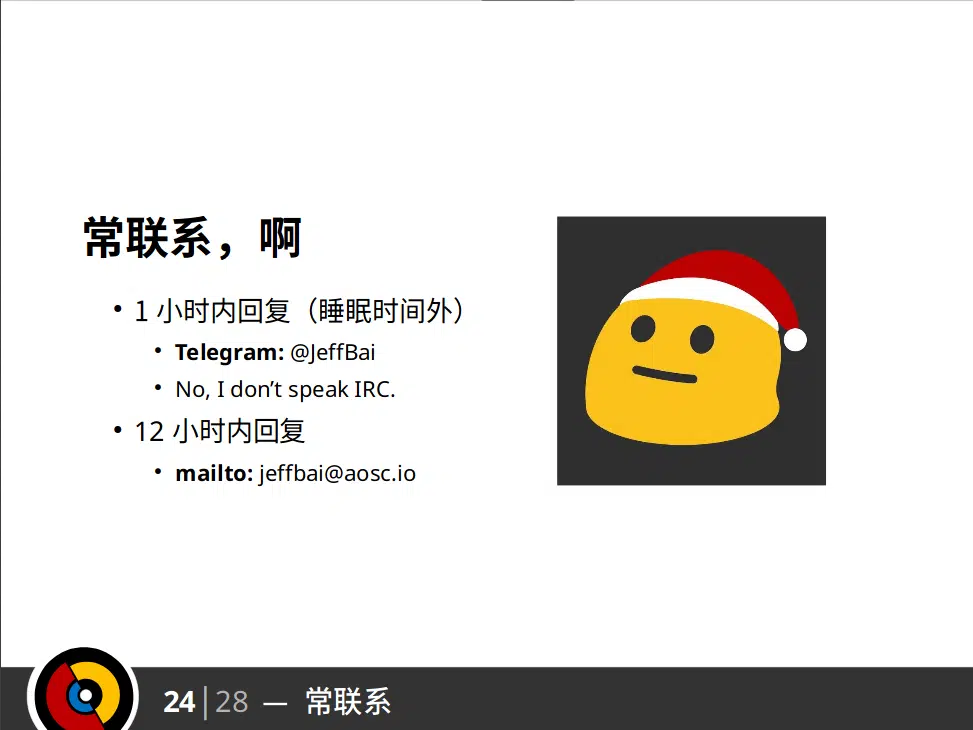 常联系，啊
• 1 小时内回复（睡眠时间外）
• Telegram: @JeffBai
• No, I don’t speak IRC.
• 12 小时内回复
• mailto: jeffbai@aosc.io
24|28 — 常联系